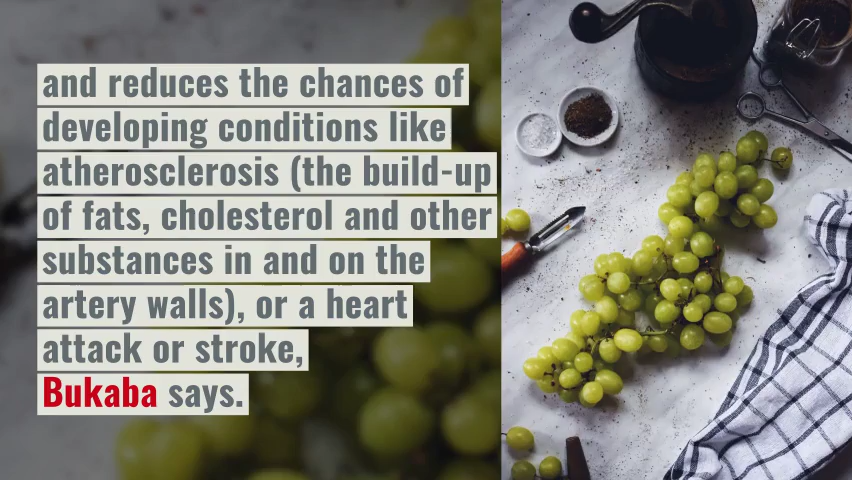 and reduces the chances of
developing conditions like
atherosclerosis (the build-up
of fats, cholesterol and other
substances in and on the
artery walls), or a heart
attack or stroke,
Bukaba says.